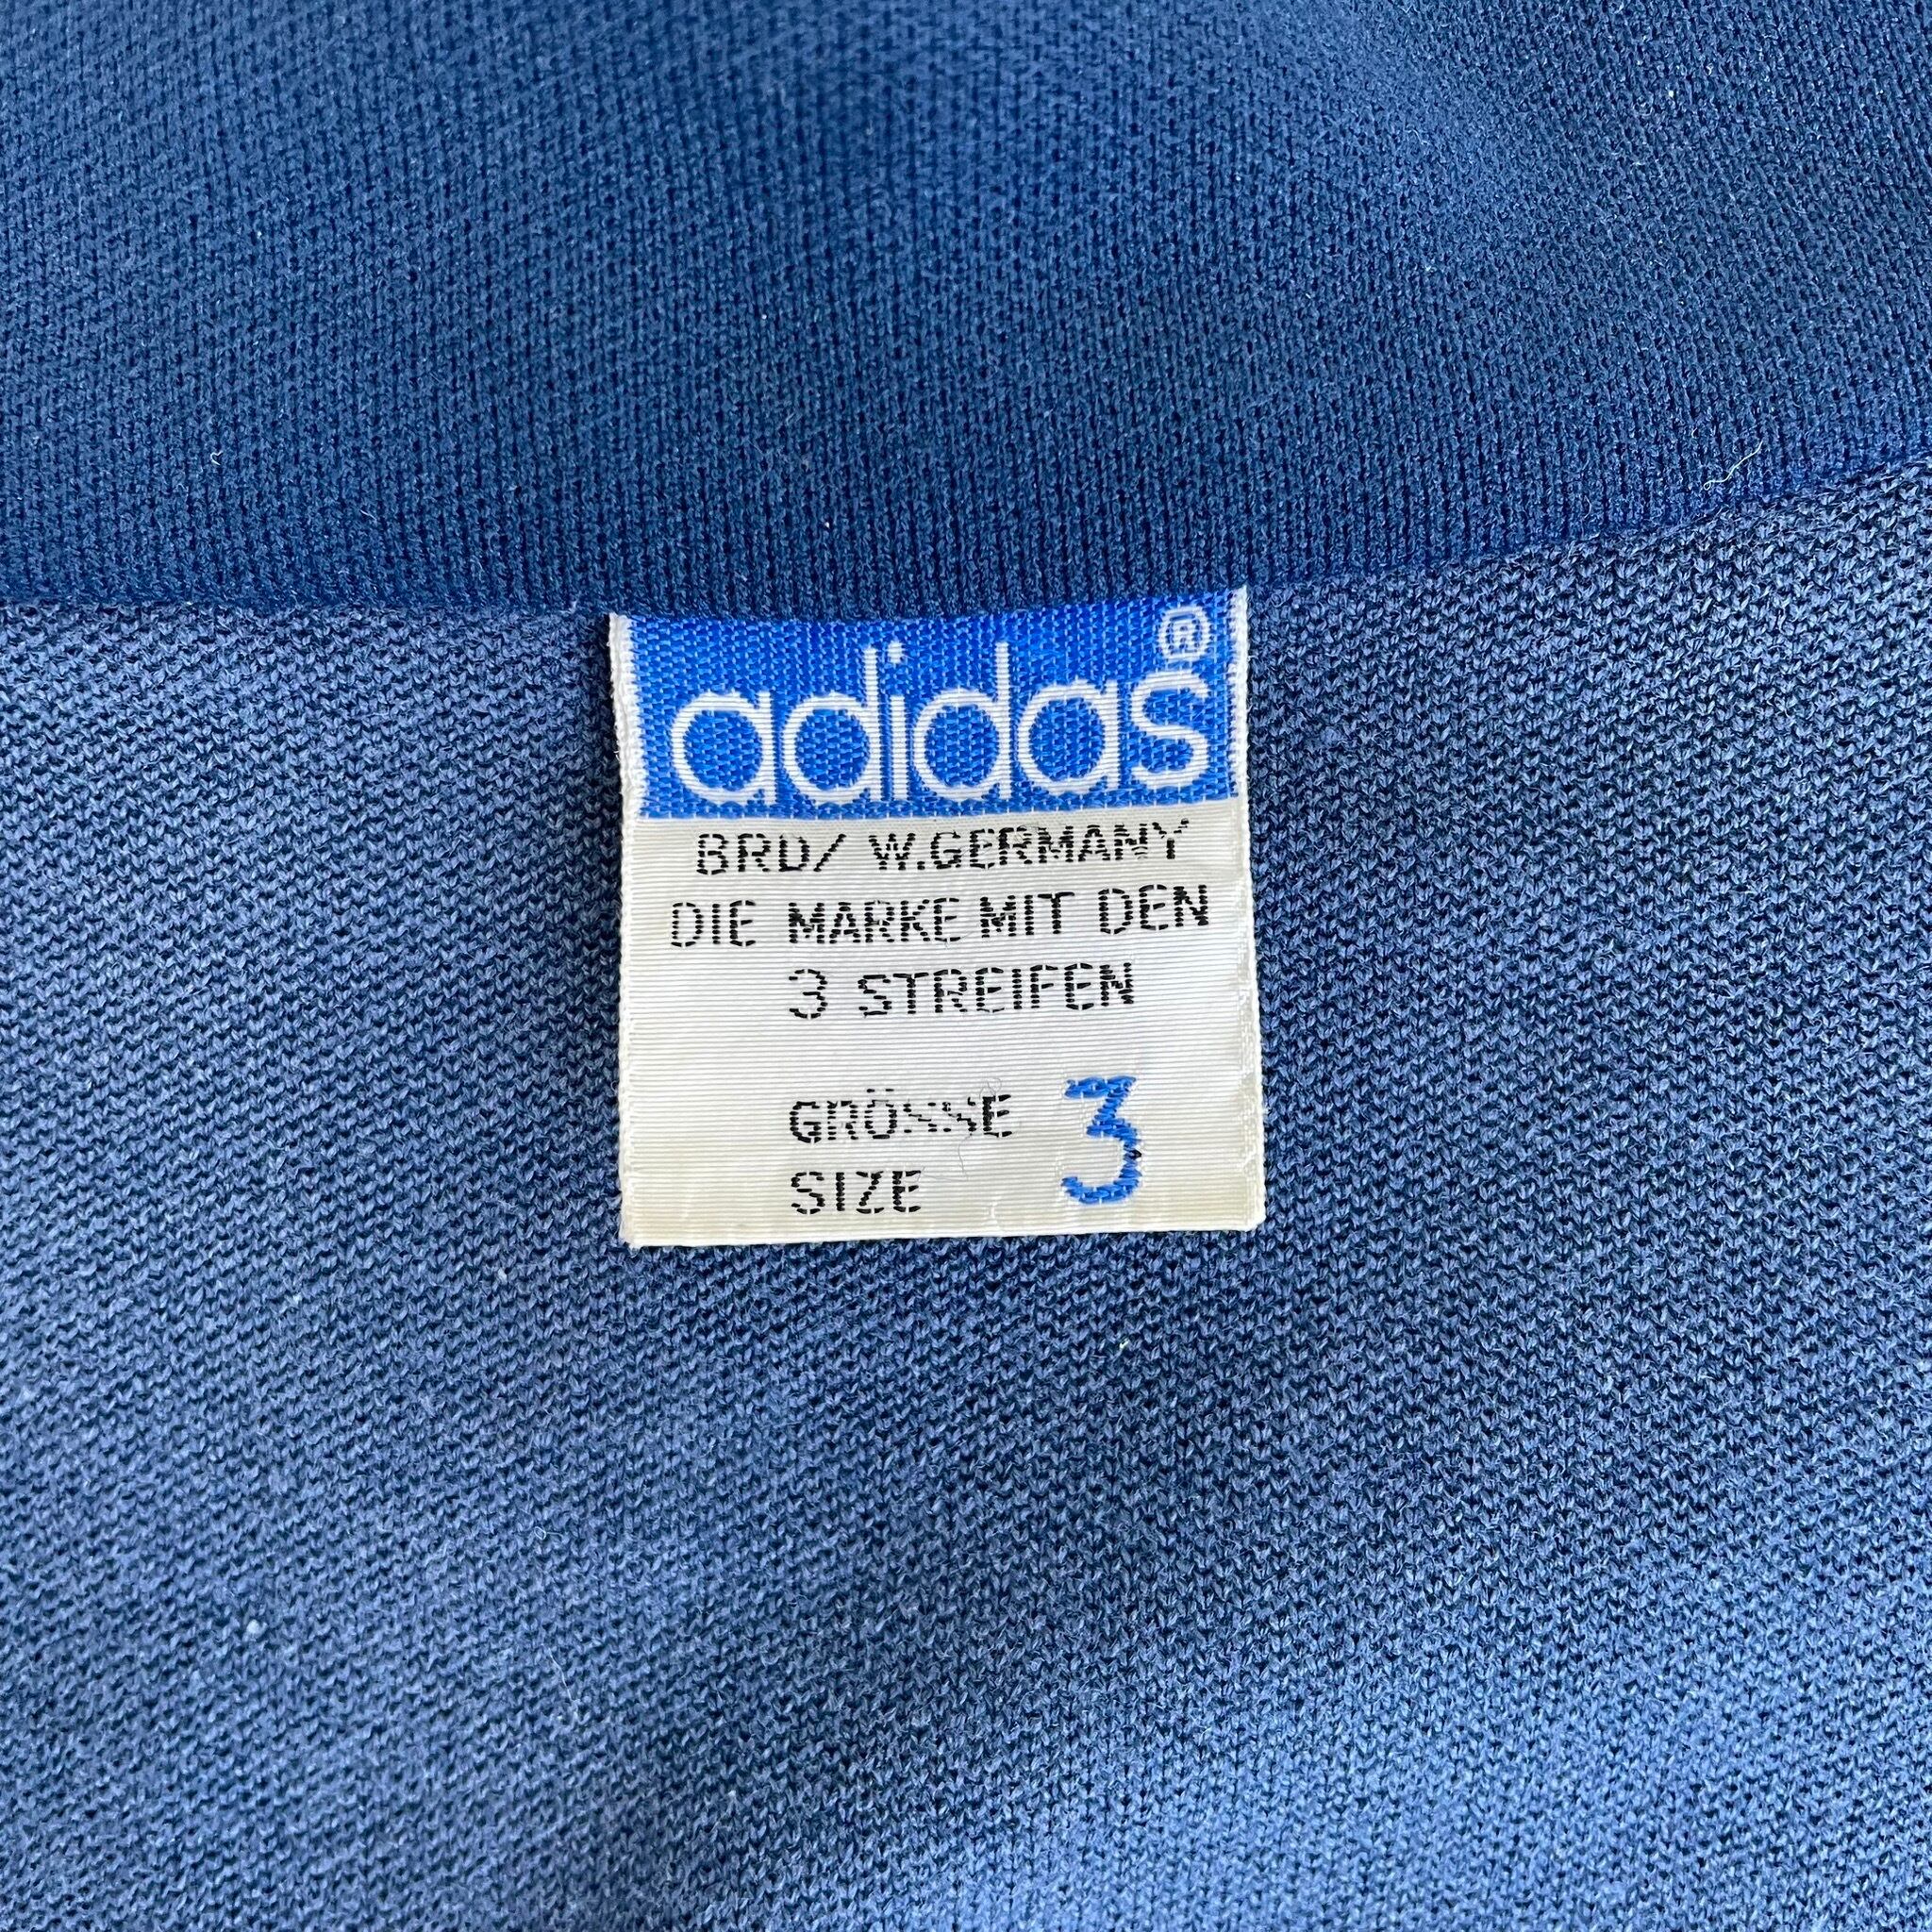 adidas®
BRD/ W.GERMANY
DIE MARKE MIT DEN
3 STREIFEN
GRÖSSE 3
SIZE